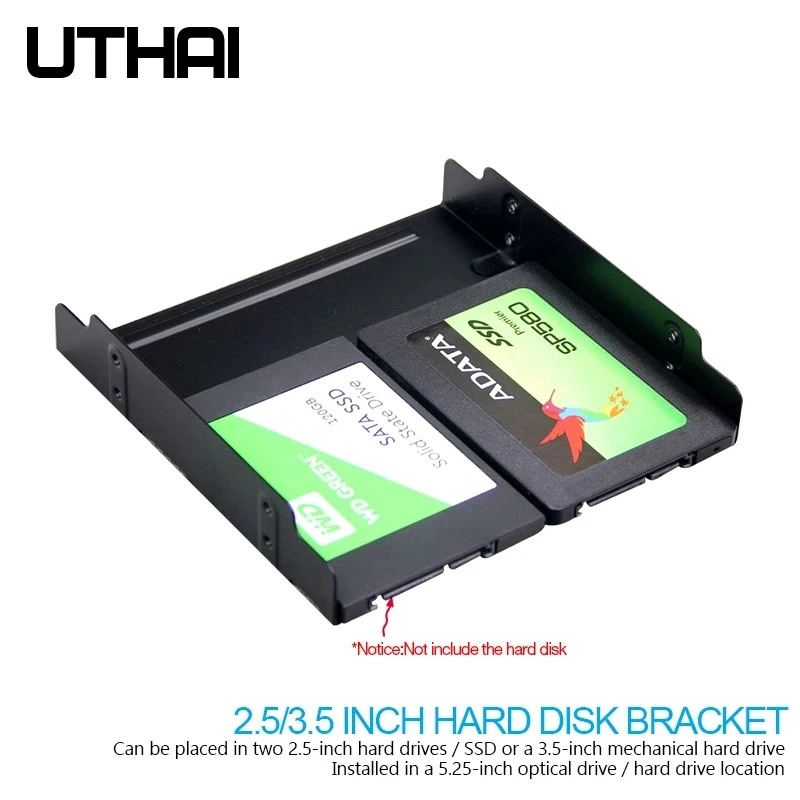 UTHAI
SSD
Premier
SP580
ADATA
120GB
SATA SSD
Solid State Drive
WD GREEN™
WD
*Notice:Not include the hard disk
2.5/3.5 INCH HARD DISK BRACKET
Can be placed in two 2.5-inch hard drives / SSD or a 3.5-inch mechanical hard drive
Installed in a 5.25-inch optical drive / hard drive location